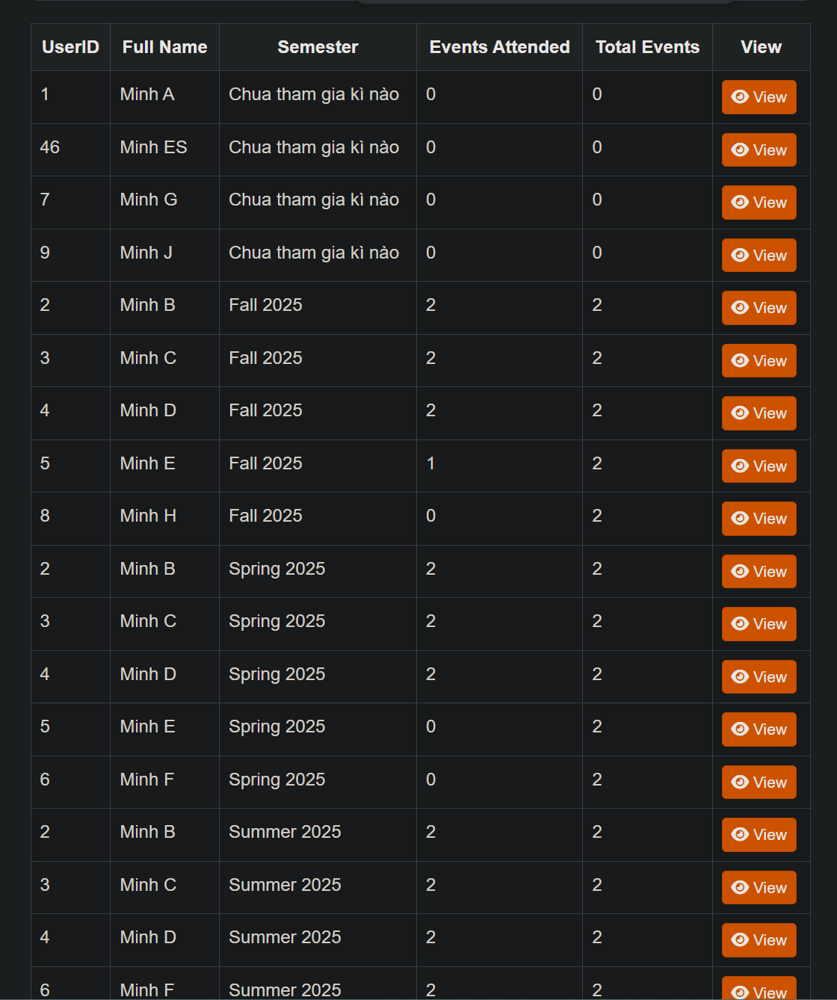 UserID Full Name Semester Events Attended Total Events View
1 Minh A Chua tham gia kì nào 0 0 View
46 Minh ES Chua tham gia kì nào 0 0 View
7 Minh G Chua tham gia kì nào 0 0 View
9 Minh J Chua tham gia kì nào 0 0 View
2 Minh B Fall 2025 2 2 View
3 Minh C Fall 2025 2 2 View
4 Minh D Fall 2025 2 2 View
5 Minh E Fall 2025 1 2 View
8 Minh H Fall 2025 0 2 View
2 Minh B Spring 2025 2 2 View
3 Minh C Spring 2025 2 2 View
4 Minh D Spring 2025 2 2 View
5 Minh E Spring 2025 0 2 View
6 Minh F Spring 2025 0 2 View
2 Minh B Summer 2025 2 2 View
3 Minh C Summer 2025 2 2 View
4 Minh D Summer 2025 2 2 View
6 Minh F Summer 2025 2 2 View